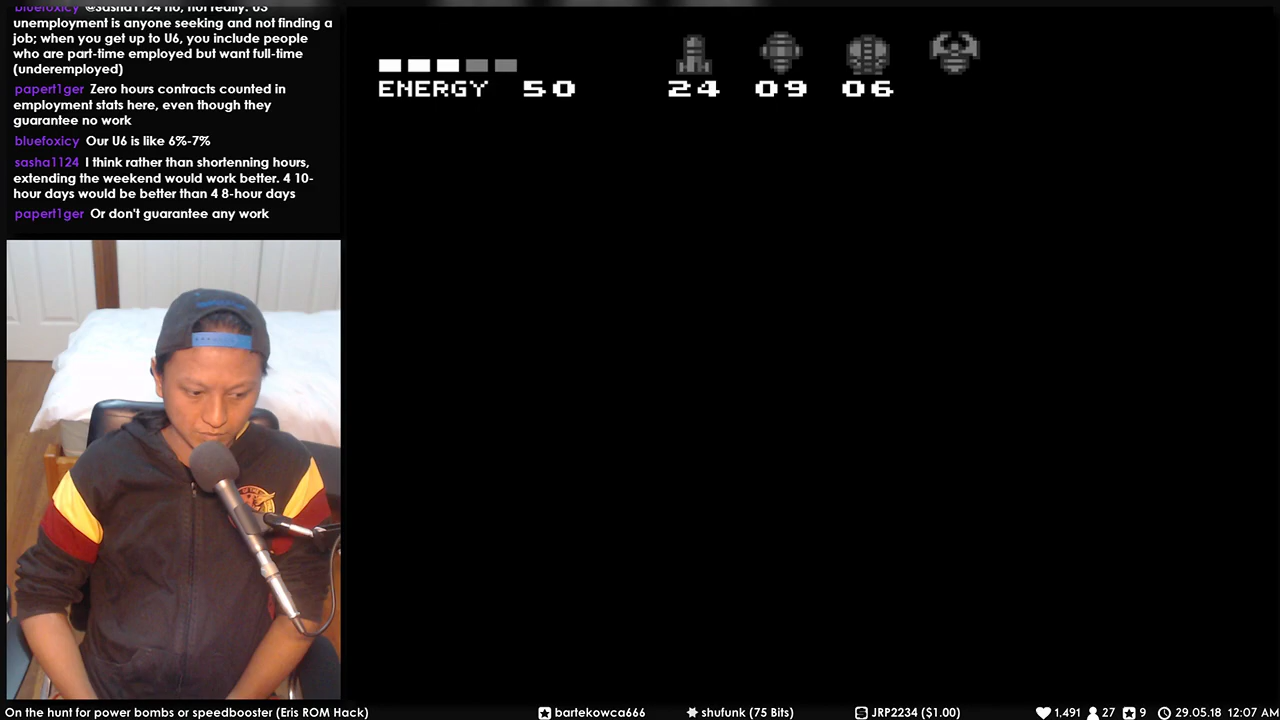 bluefoxicy @Sasha1124 no, not really. US
unemployment is anyone seeking and not finding a
job; when you get up to U6, you include people
who are part-time employed but want full-time
(underemployed)
papert1ger Zero hours contracts counted in
employment stats here, even though they
guarantee no work
bluefoxicy Our U6 is like 6%-7%
sasha1124 I think rather than shortenning hours,
extending the weekend would work better. 4 10-
hour days would be better than 4 8-hour days
papert1ger Or don't guarantee any work
ENERGY 50 24 09 06
On the hunt for power bombs or speedbooster (Eris ROM Hack) bartekowca666 shufunk (75 Bits) JRP2234 ($1.00) 1,491 27 9 29.05.18 12:07 AM